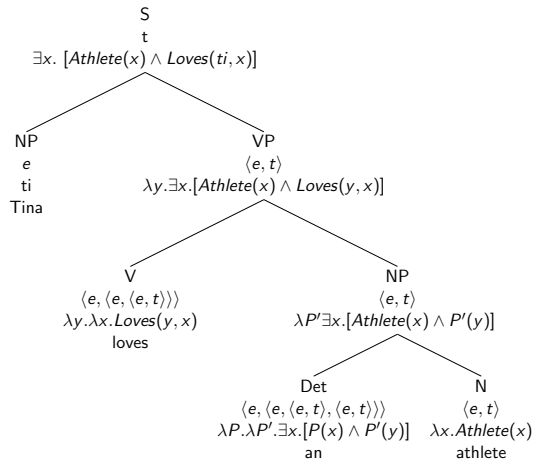 S
t
∃x. [Athlete(x) ∧ Loves(ti, x)]
NP
e
ti
Tina
VP
⟨e, t⟩
λy.∃x.[Athlete(x) ∧ Loves(y, x)]
V
⟨e, ⟨e, ⟨e, t⟩⟩⟩
λy.λx.Loves(y, x)
loves
NP
⟨e, t⟩
λP′∃x.[Athlete(x) ∧ P′(y)]
Det
⟨e, ⟨e, ⟨e, t⟩, ⟨e, t⟩⟩⟩
λP.λP′.∃x.[P(x) ∧ P′(y)]
an
N
⟨e, t⟩
λx.Athlete(x)
athlete